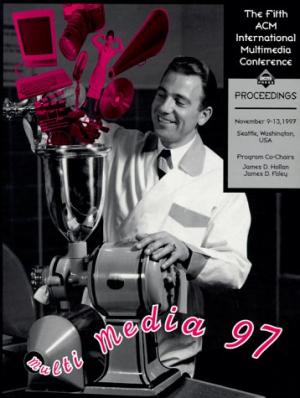 The Fifth
ACM
International
Multimedia
Conference
PROCEEDINGS
November 9-13, 1997
Seattle, Washington,
USA
Program Co-Chairs
James D. Hollan
James D. Foley
Multi Media 97